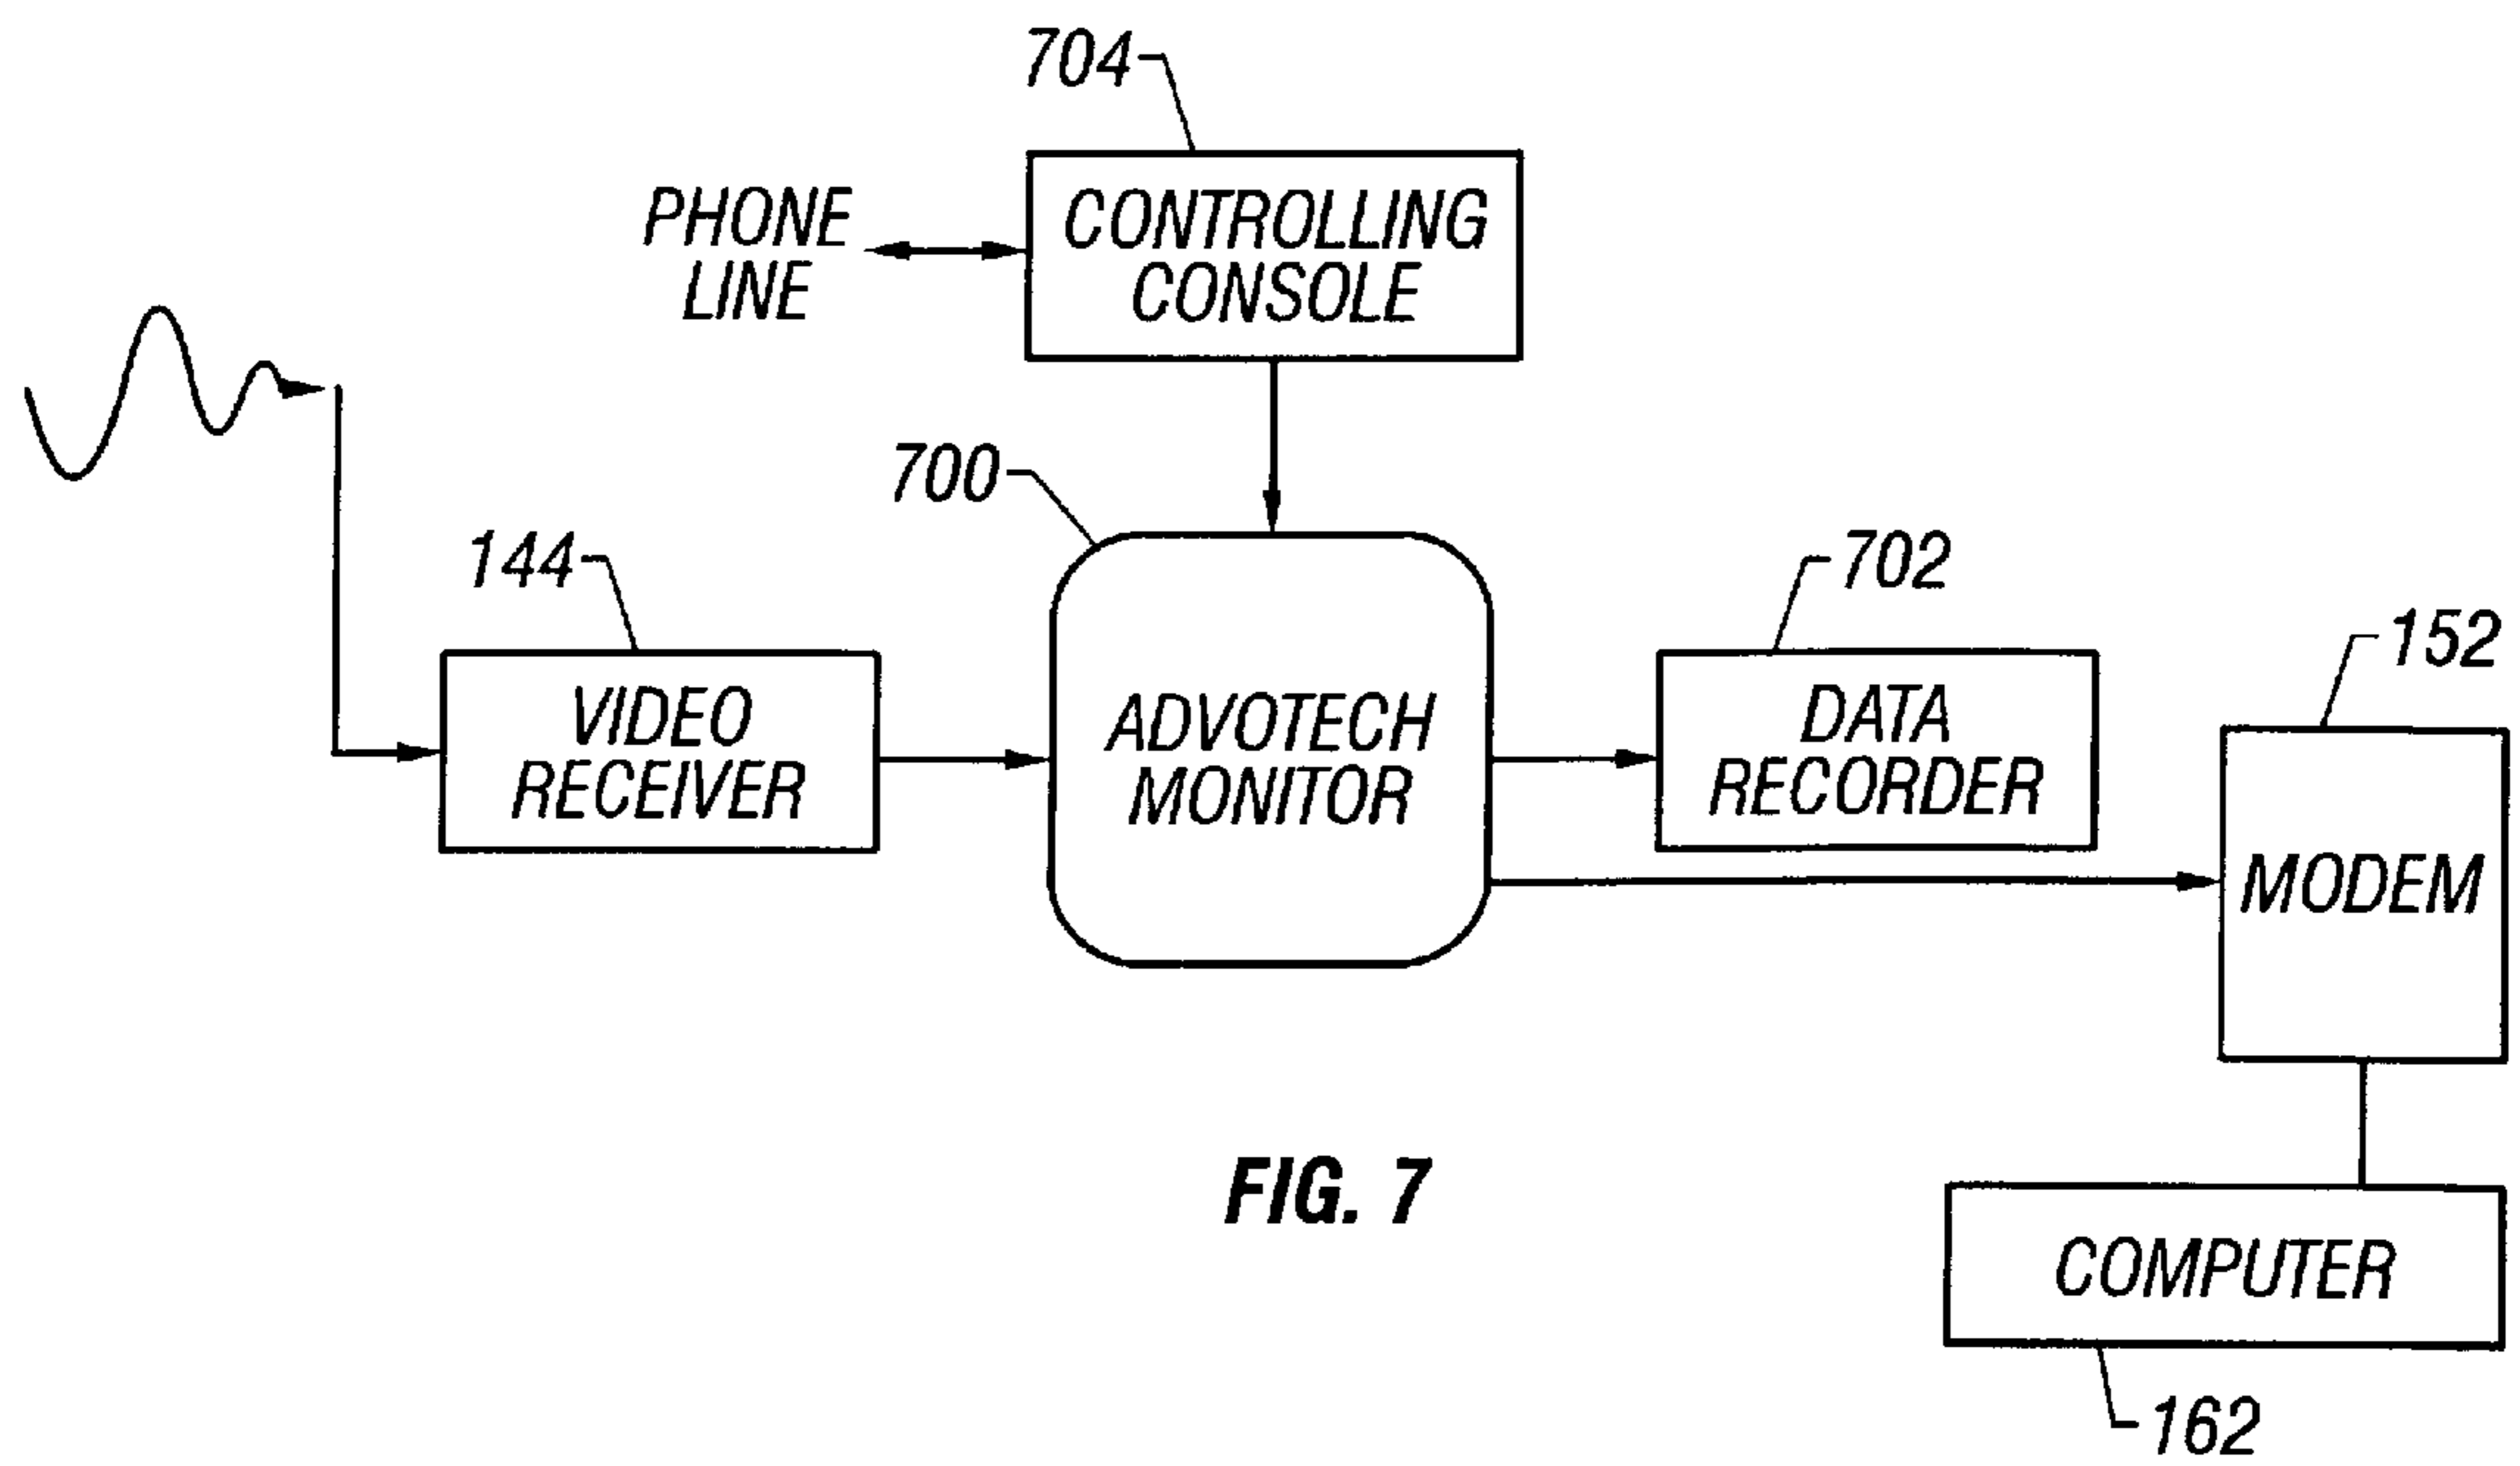 704
PHONE
LINE
CONTROLLING
CONSOLE
700
144
702
152
VIDEO
RECEIVER
ADVOTECH
MONITOR
DATA
RECORDER
MODEM
FIG. 7
COMPUTER
162